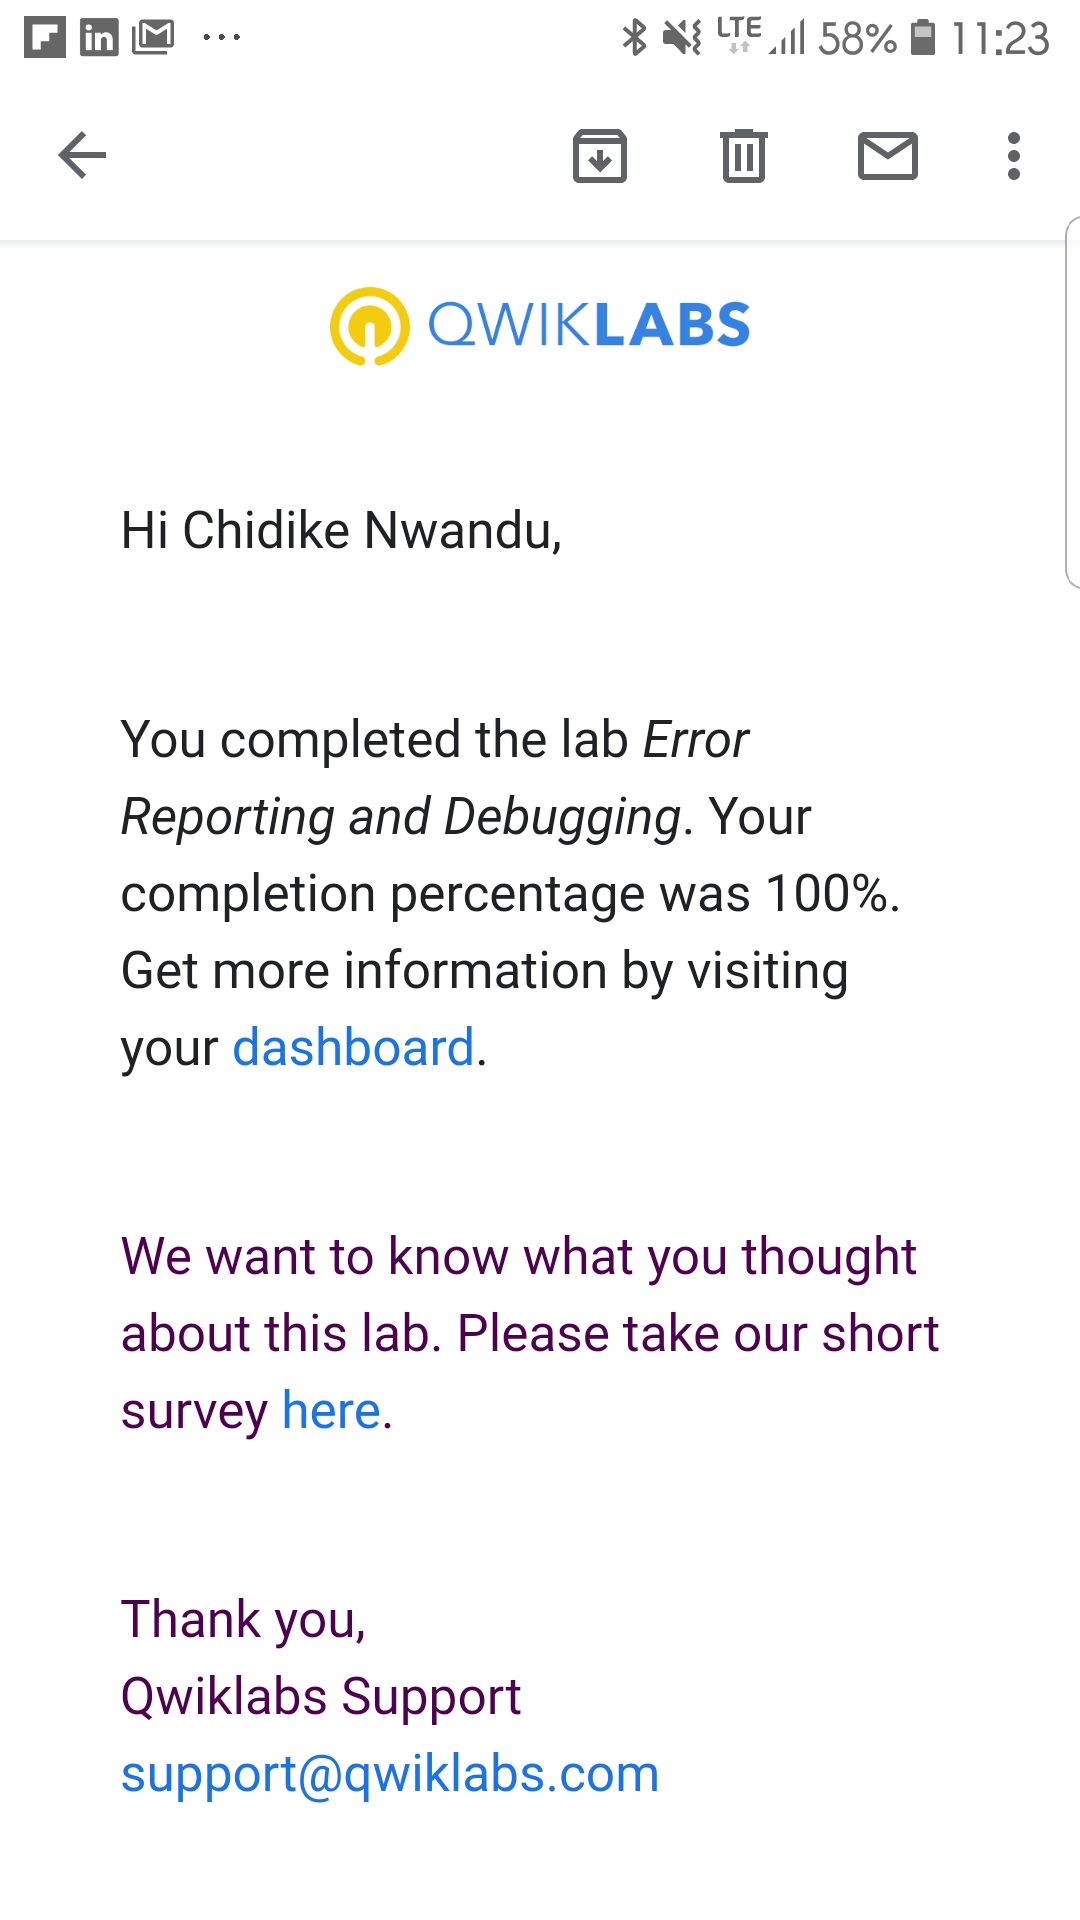 LTE 58% 11:23
QWIKLABS
Hi Chidike Nwandu,
You completed the lab Error
Reporting and Debugging. Your
completion percentage was 100%.
Get more information by visiting
your dashboard.
We want to know what you thought
about this lab. Please take our short
survey here.
Thank you,
Qwiklabs Support
support@qwiklabs.com